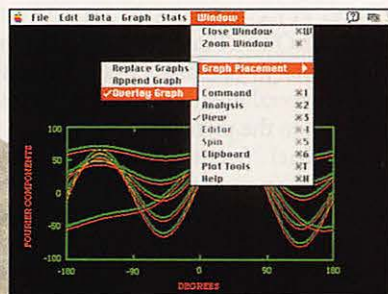 File Edit Data Graph Stats Window
Close Window ⌘W
Zoom Window ⌘
Graph Placement
Replace Graphs
Append Graph
✓Overlay Graph
Command ⌘1
Analysis ⌘2
✓View ⌘3
Editor ⌘4
Spin ⌘5
Clipboard ⌘6
Plot Tools ⌘T
Help ⌘H
100
50
0
-50
-100
FOURIER COMPONENTS
-180 -90 0 90 180
DEGREES